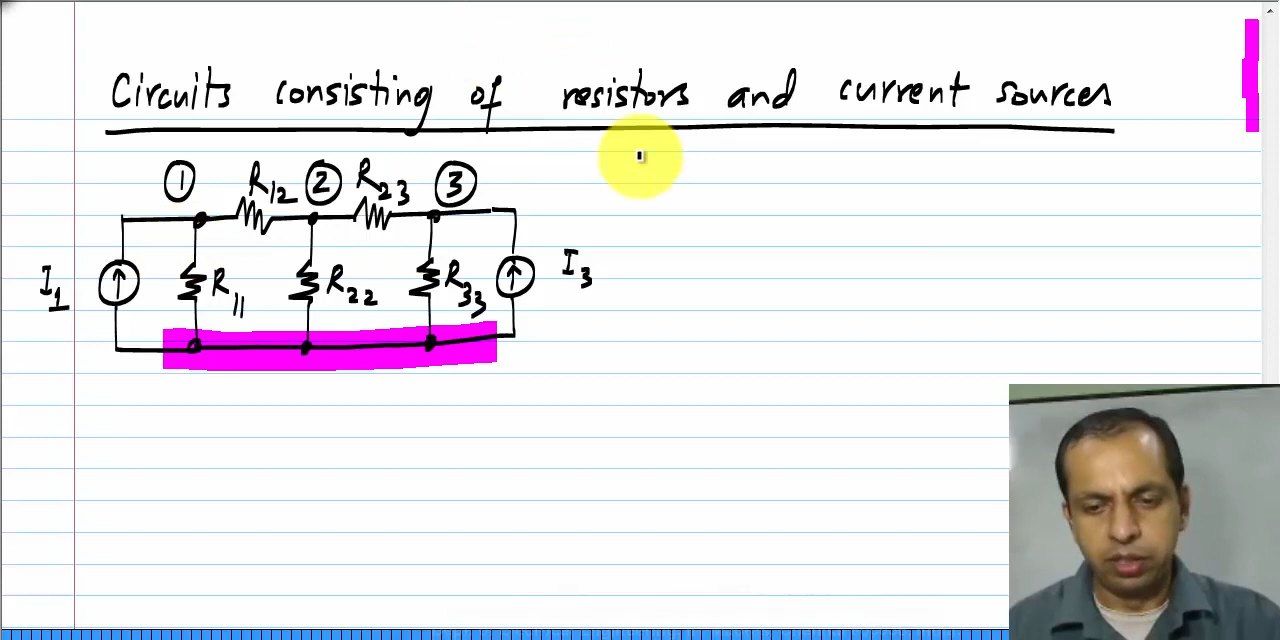 Circuits consisting of resistors and current sources
① R12 ② R23 ③
I1 R11 R22 R33 I3